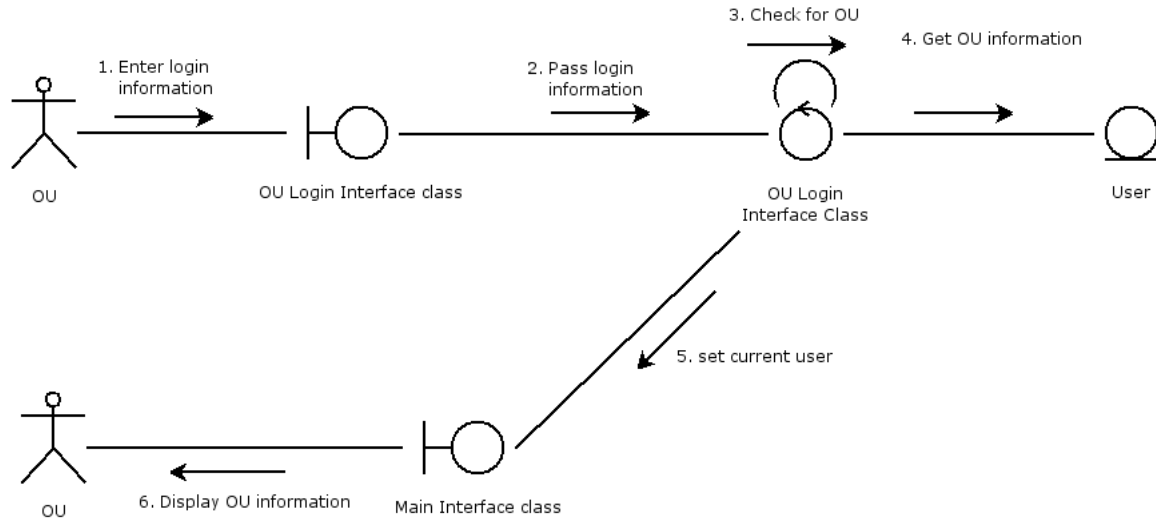 3. Check for OU
4. Get OU information
1. Enter login
information
2. Pass login
information
OU
OU Login Interface class
OU Login
Interface Class
User
5. set current user
OU
6. Display OU information
Main Interface class